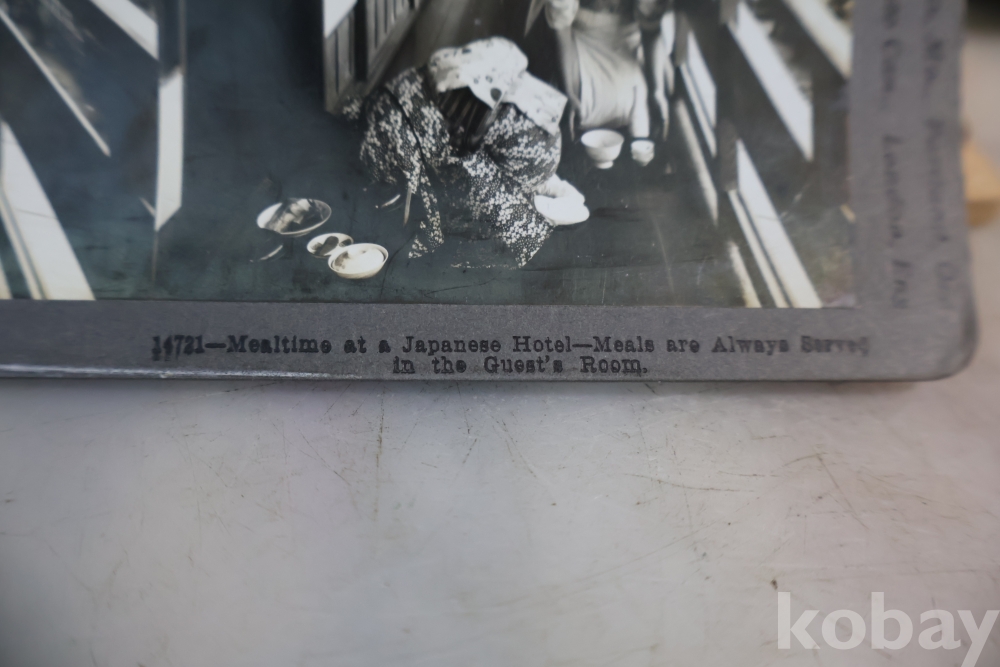 14721—Mealtime at a Japanese Hotel—Meals are Always Served
in the Guest's Room.
kobay